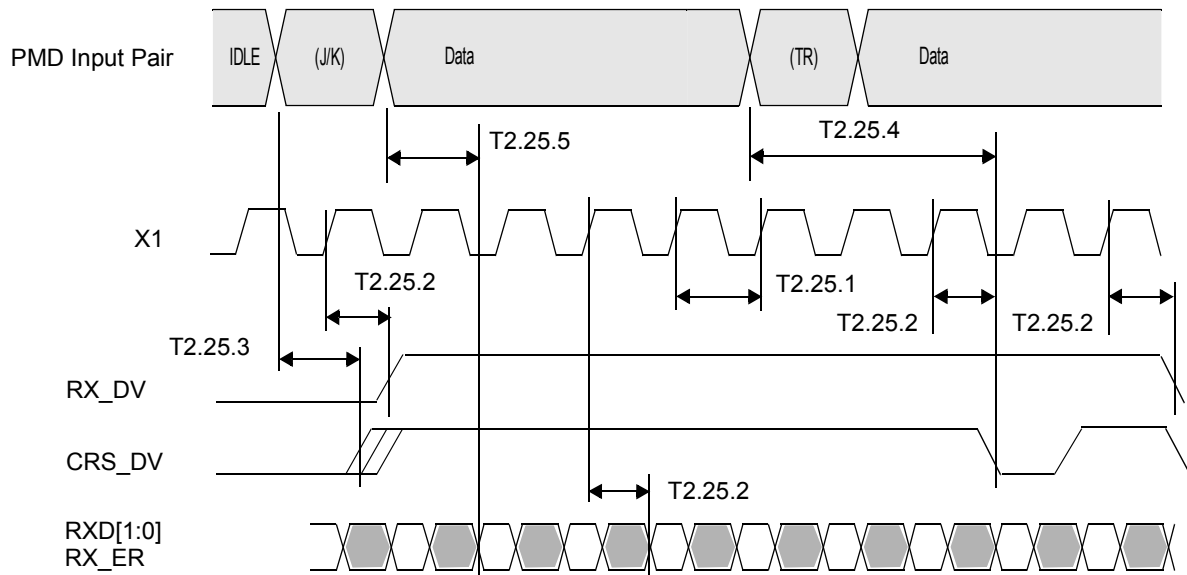 PMD Input Pair
IDLE
(J/K)
Data
(TR)
Data
T2.25.5
T2.25.4
X1
T2.25.2
T2.25.1
T2.25.2
T2.25.2
T2.25.3
RX_DV
CRS_DV
T2.25.2
RXD[1:0]
RX_ER